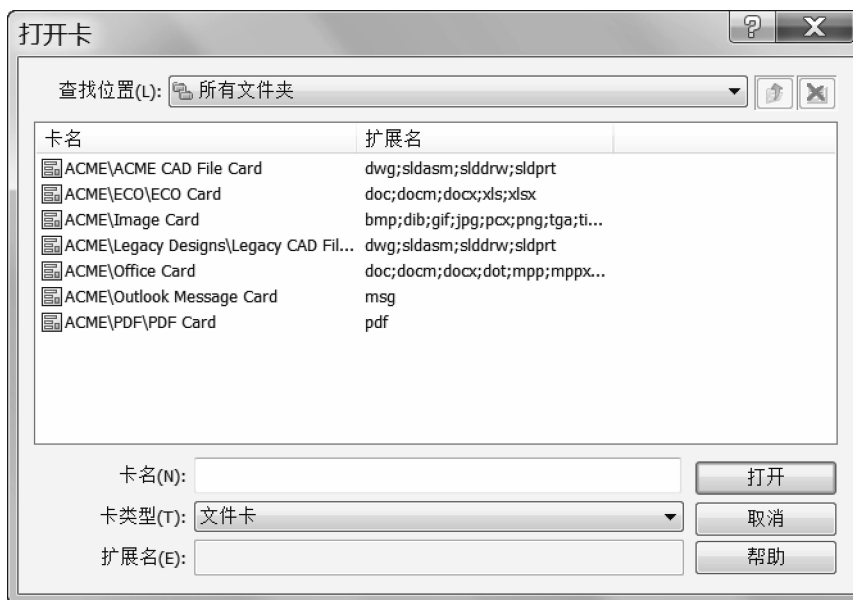 打开卡
查找位置(L): 所有文件夹
卡名 扩展名
ACME\ACME CAD File Card dwg;sldasm;slddrw;sldprt
ACME\ECO\ECO Card doc;docm;docx;xls;xlsx
ACME\Image Card bmp;dib;gif;jpg;pcx;png;tga;ti...
ACME\Legacy Designs\Legacy CAD Fil... dwg;sldasm;slddrw;sldprt
ACME\Office Card doc;docm;docx;dot;mpp;mppx...
ACME\Outlook Message Card msg
ACME\PDF\PDF Card pdf
卡名(N): 打开
卡类型(T): 文件卡 取消
扩展名(E): 帮助